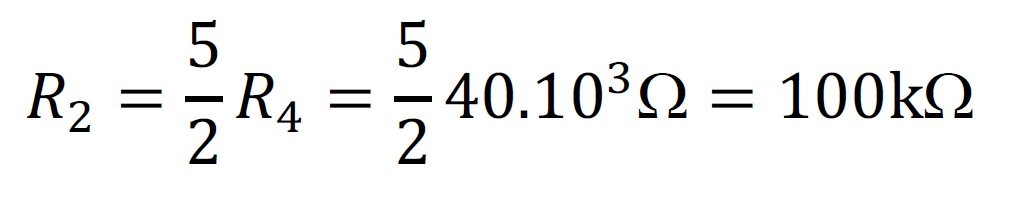 R₂ = 5/2 R₄ = 5/2 40.10³Ω = 100kΩ